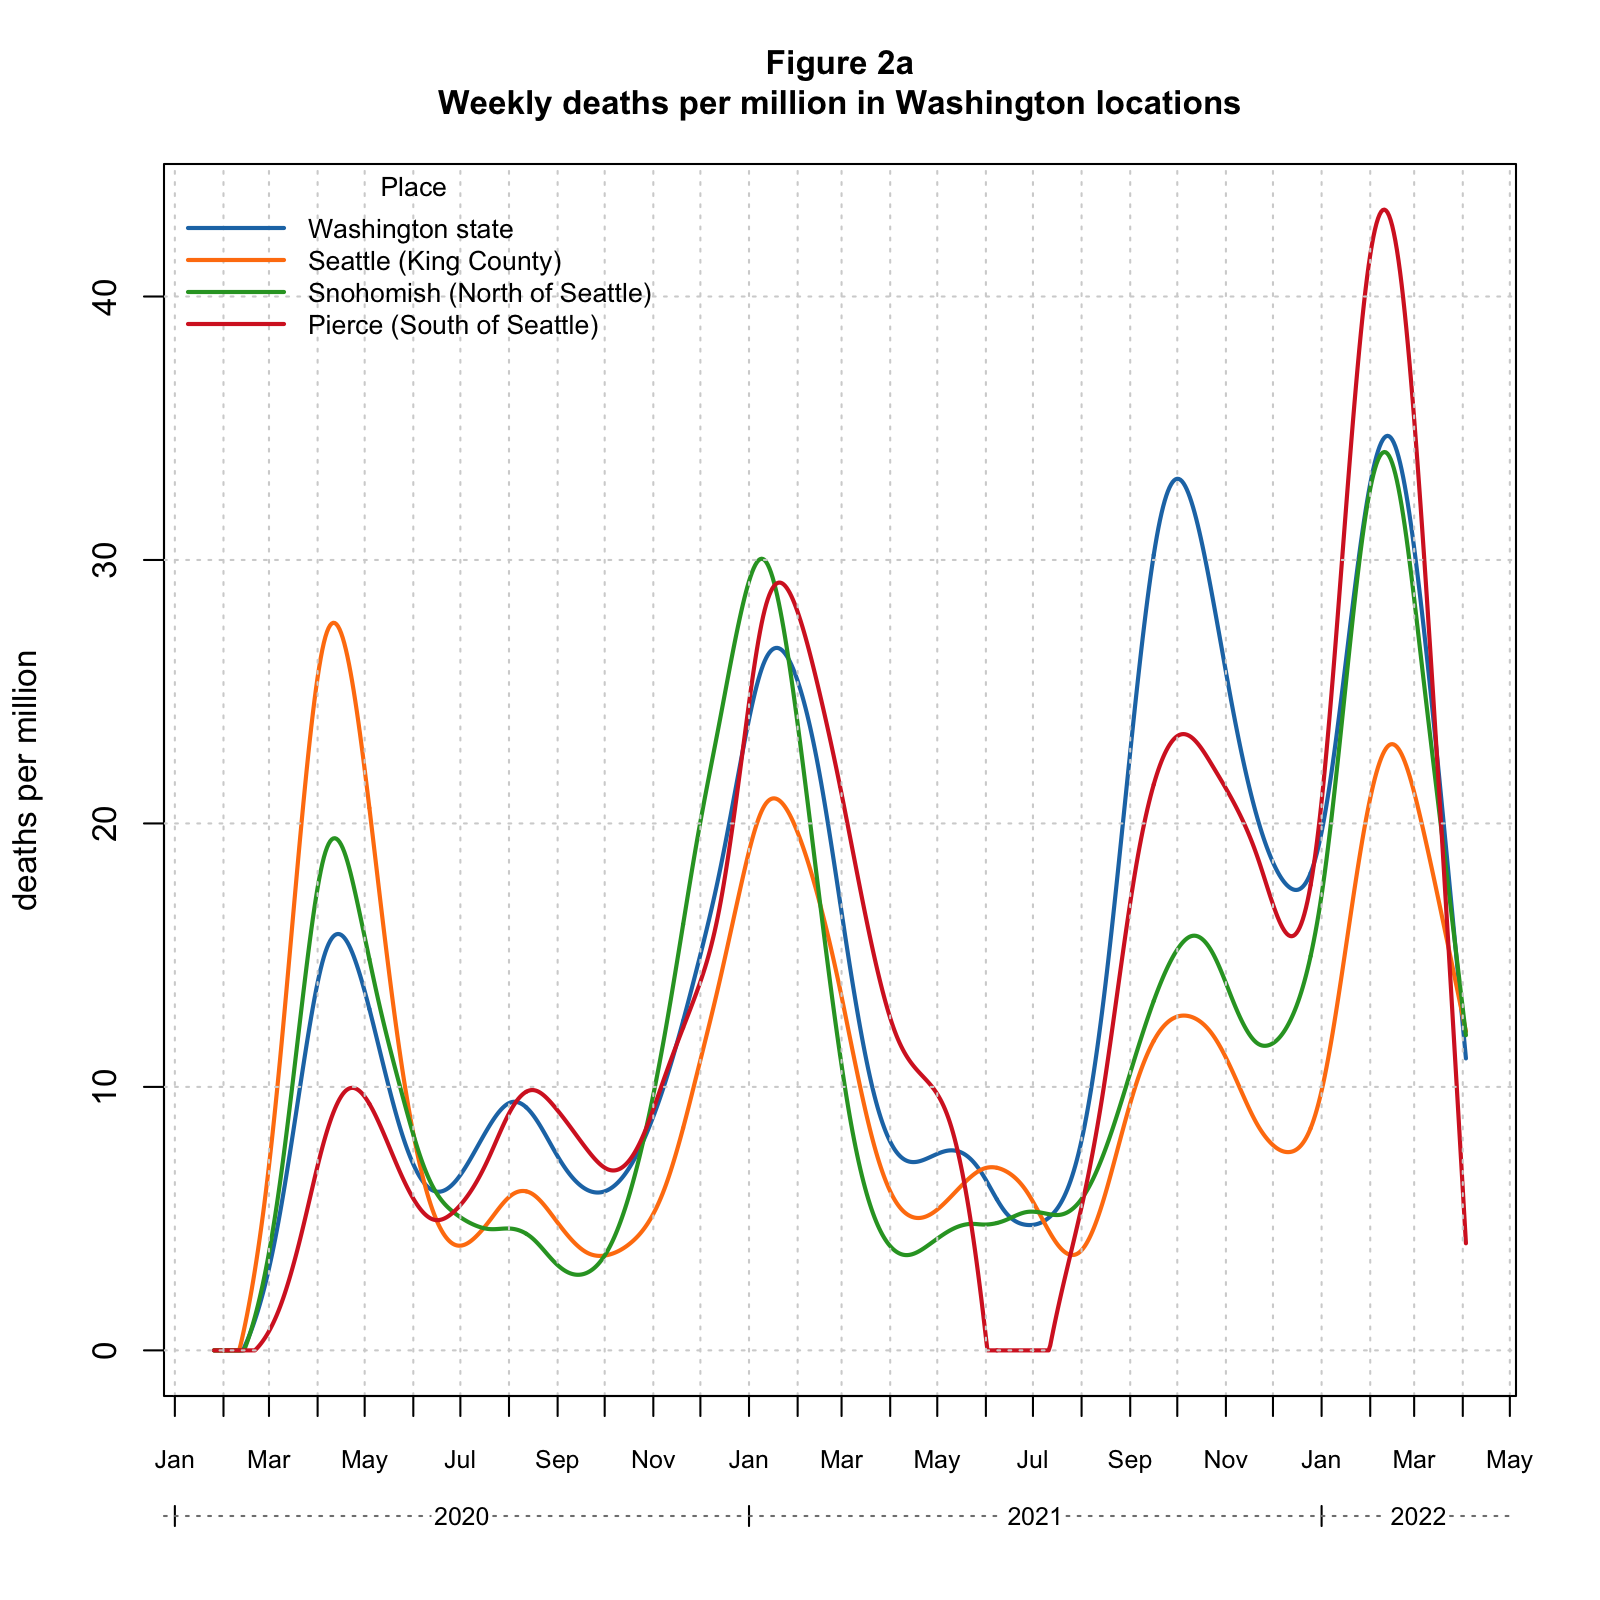 Figure 2a
Weekly deaths per million in Washington locations
Place
Washington state
Seattle (King County)
Snohomish (North of Seattle)
Pierce (South of Seattle)
deaths per million
40
30
20
10
0
Jan Mar May Jul Sep Nov Jan Mar May Jul Sep Nov Jan Mar May
2020 2021 2022